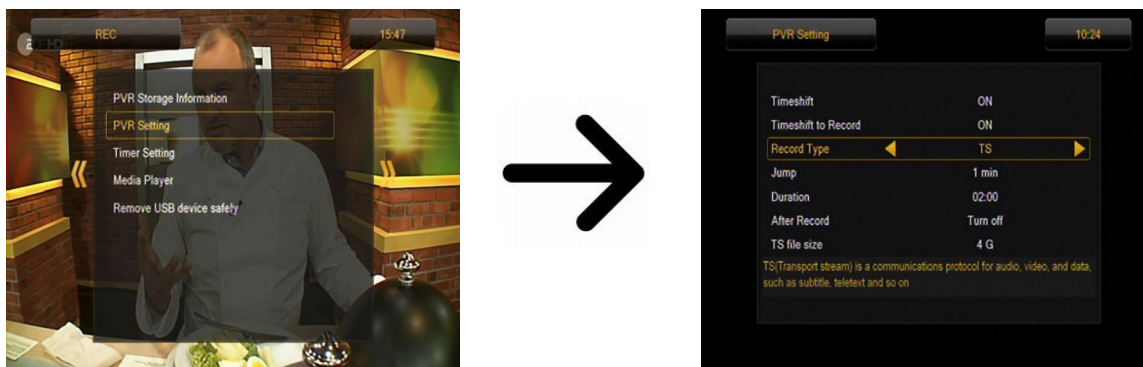 REC
15:47
PVR Storage Information
PVR Setting
Timer Setting
Media Player
Remove USB device safely
PVR Setting
10:24
Timeshift ON
Timeshift to Record ON
Record Type TS
Jump 1 min
Duration 02:00
After Record Turn off
TS file size 4 G
TS(Transport stream) is a communications protocol for audio, video, and data,
such as subtitle, teletext and so on